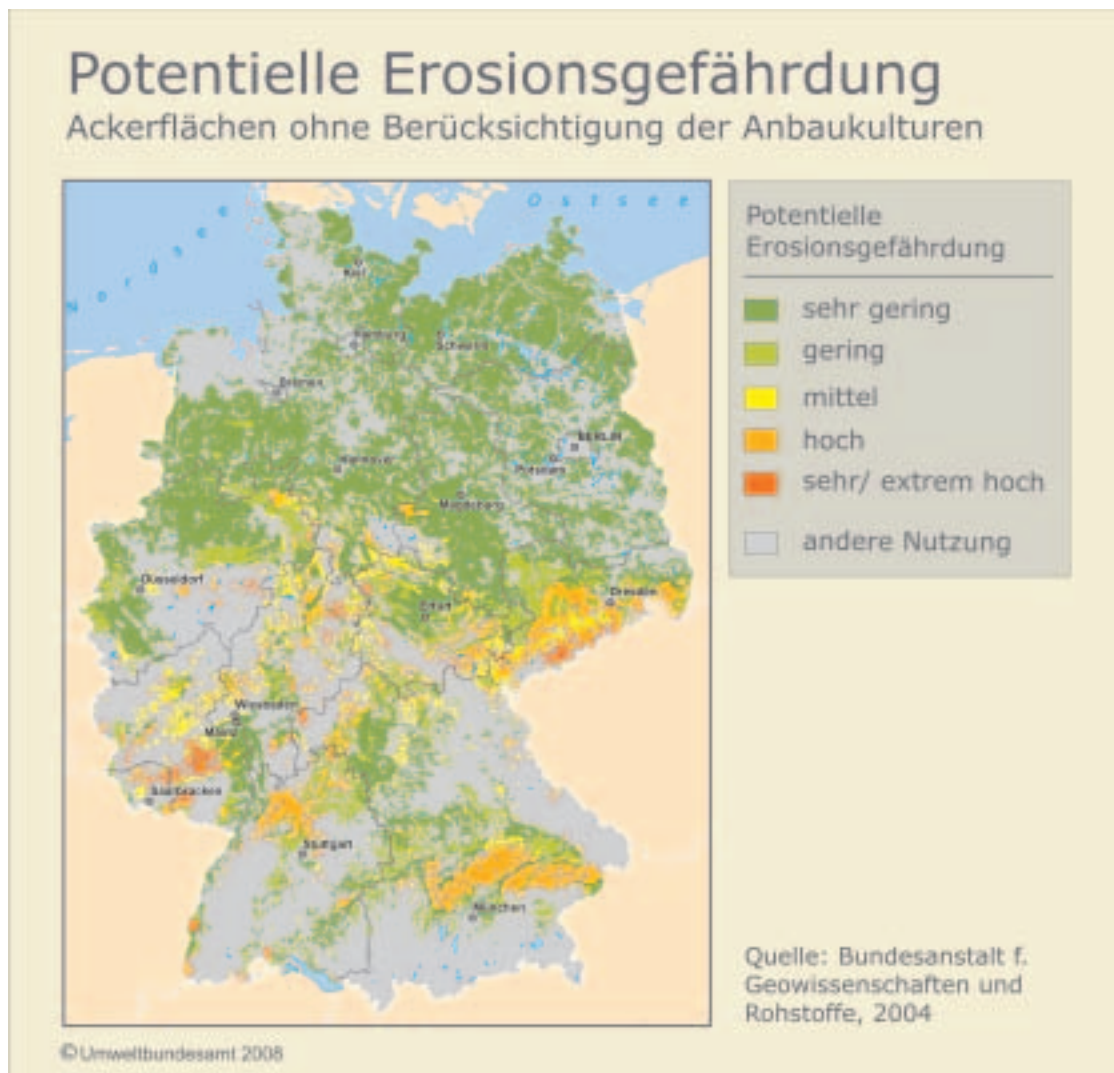 Potentielle Erosionsgefährdung
Ackerflächen ohne Berücksichtigung der Anbaukulturen
Nordsee
Ostsee
Kiel
Hamburg
Schwerin
Bremen
BERLIN
Hannover
Potsdam
Magdeburg
Düsseldorf
Dresden
Erfurt
Wiesbaden
Mainz
Saarbrücken
Stuttgart
München
Potentielle
Erosionsgefährdung
sehr gering
gering
mittel
hoch
sehr/ extrem hoch
andere Nutzung
Quelle: Bundesanstalt f.
Geowissenschaften und
Rohstoffe, 2004
© Umweltbundesamt 2008